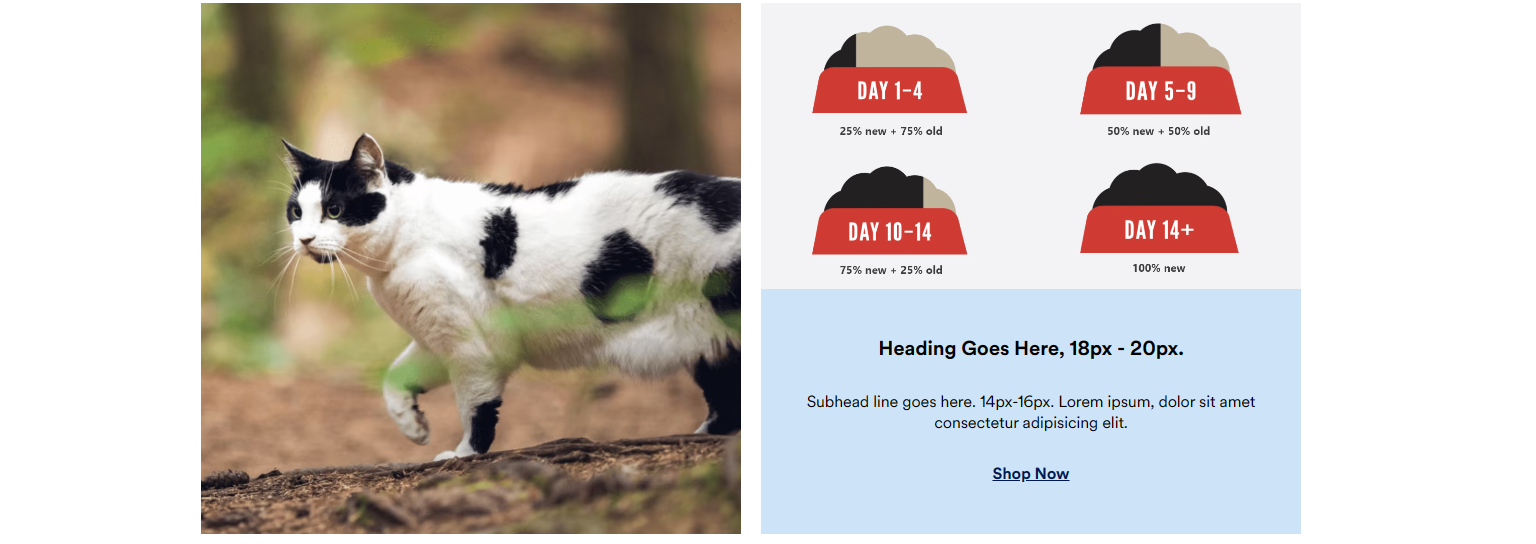 DAY 1–4
25% new + 75% old
DAY 5–9
50% new + 50% old
DAY 10–14
75% new + 25% old
DAY 14+
100% new
Heading Goes Here, 18px - 20px.
Subhead line goes here. 14px-16px. Lorem ipsum, dolor sit amet
consectetur adipisicing elit.
Shop Now